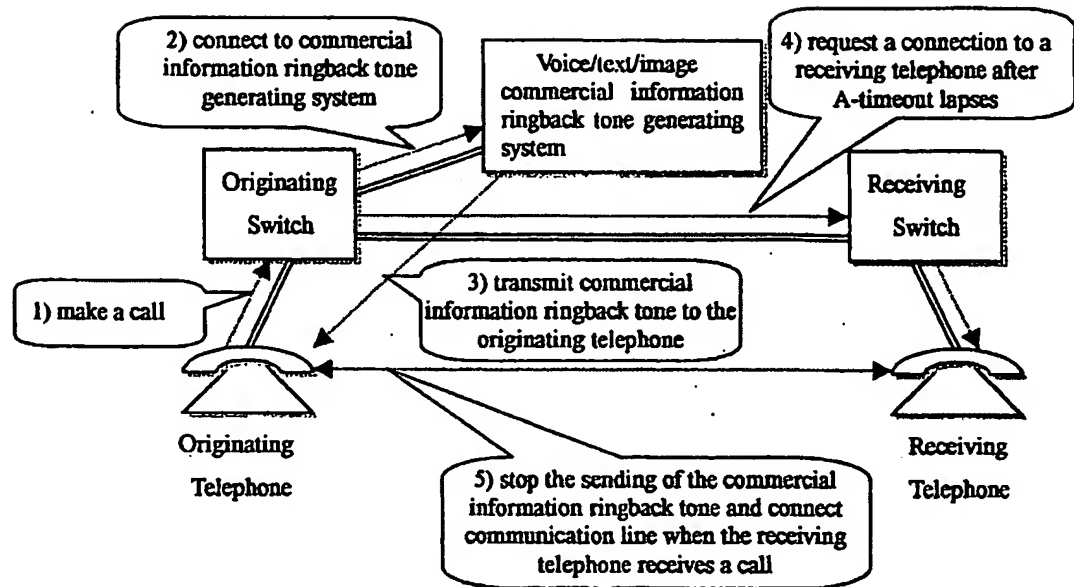 2) connect to commercial
information ringback tone
generating system
Voice/text/image
commercial information
ringback tone generating
system
4) request a connection to a
receiving telephone after
A-timeout lapses
Originating
Switch
Receiving
Switch
1) make a call
3) transmit commercial
information ringback tone to the
originating telephone
Originating
Telephone
Receiving
Telephone
5) stop the sending of the commercial
information ringback tone and connect
communication line when the receiving
telephone receives a call